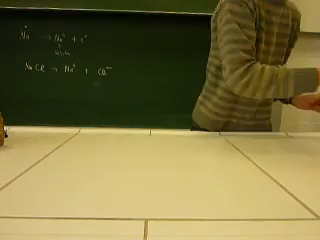 Na → Na⁺ + e⁻
NaCl → Na⁺ + Cl⁻